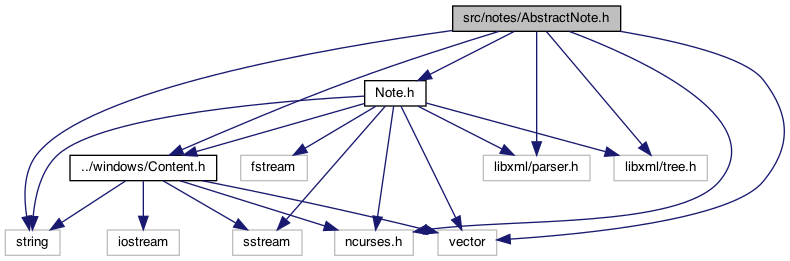 src/notes/AbstractNote.h
Note.h
../windows/Content.h
fstream
libxml/parser.h
libxml/tree.h
string
iostream
sstream
ncurses.h
vector